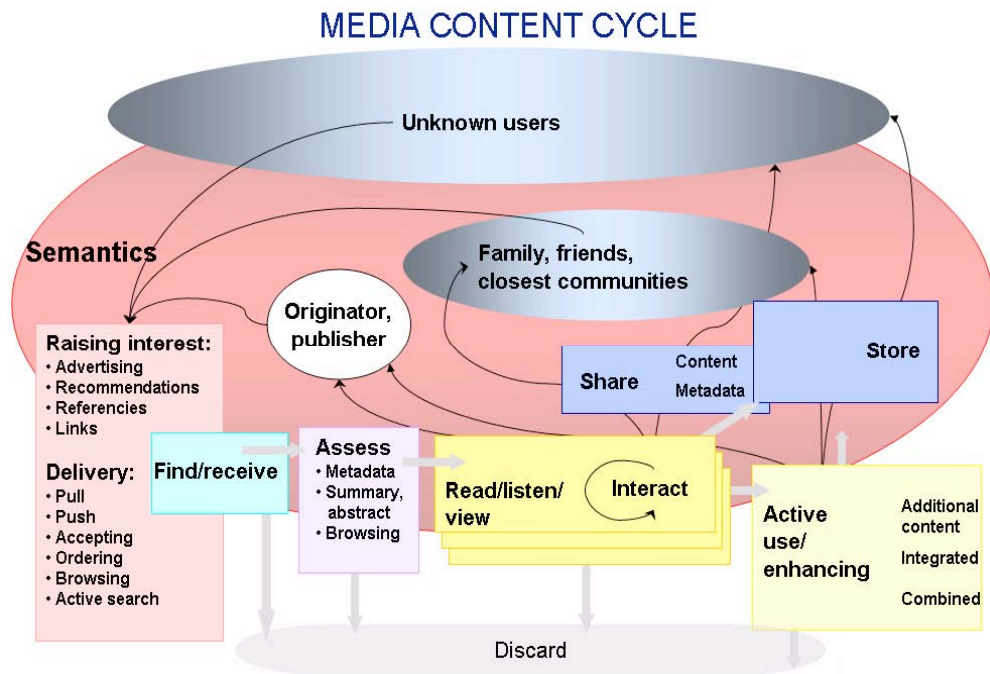 MEDIA CONTENT CYCLE
Unknown users
Semantics
Family, friends,
closest communities
Originator,
publisher
Raising interest:
• Advertising
• Recommendations
• Referencies
• Links
Delivery:
• Pull
• Push
• Accepting
• Ordering
• Browsing
• Active search
Find/receive
Assess
• Metadata
• Summary,
abstract
• Browsing
Read/listen/
view
Interact
Share
Content
Metadata
Store
Active
use/
enhancing
Additional
content
Integrated
Combined
Discard